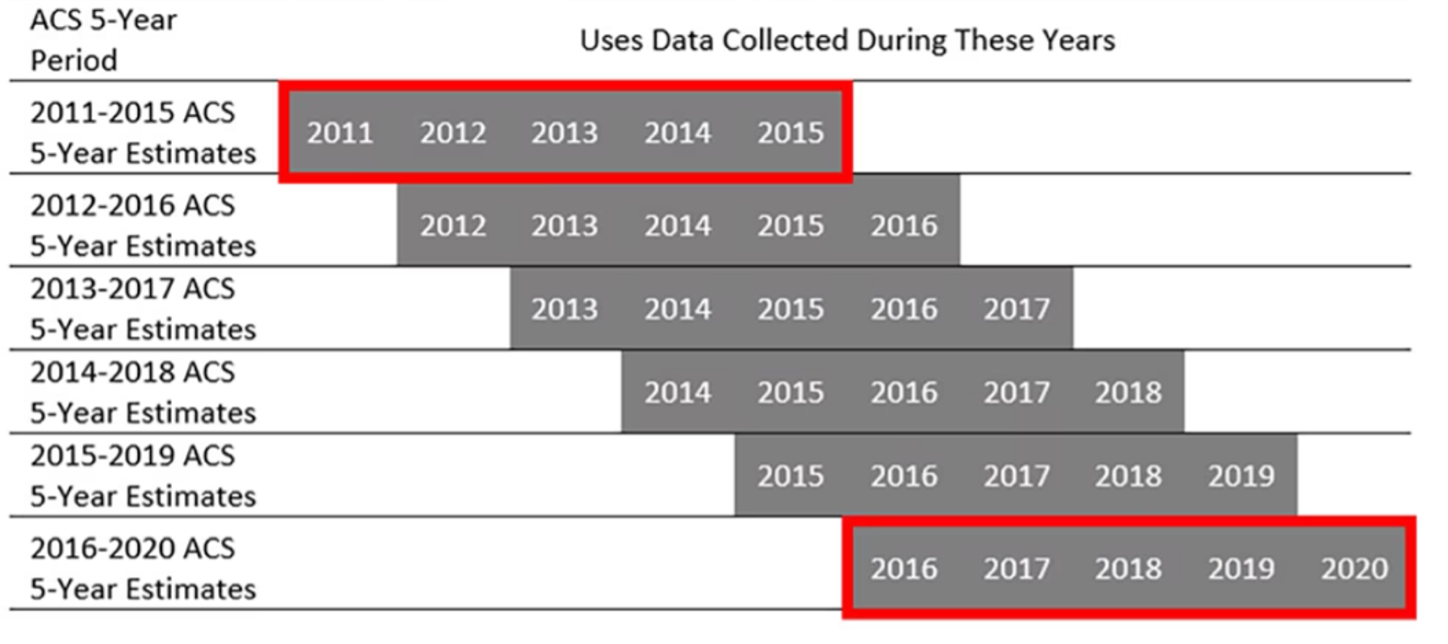 ACS 5-Year
Period
Uses Data Collected During These Years
2011-2015 ACS
5-Year Estimates
2011 2012 2013 2014 2015
2012-2016 ACS
5-Year Estimates
2012 2013 2014 2015 2016
2013-2017 ACS
5-Year Estimates
2013 2014 2015 2016 2017
2014-2018 ACS
5-Year Estimates
2014 2015 2016 2017 2018
2015-2019 ACS
5-Year Estimates
2015 2016 2017 2018 2019
2016-2020 ACS
5-Year Estimates
2016 2017 2018 2019 2020